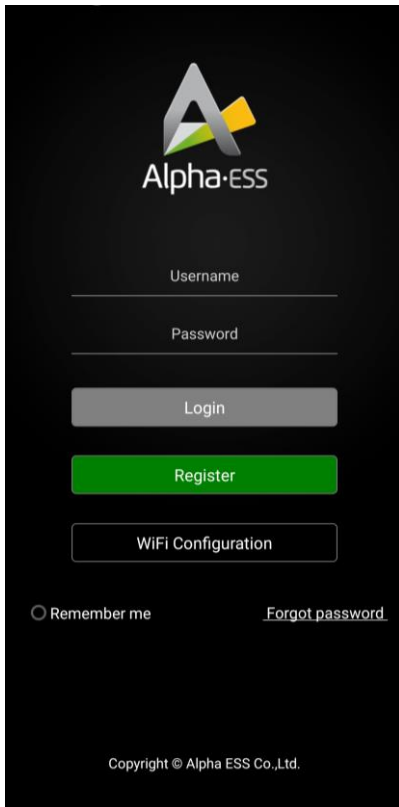 Alpha·ESS
Username
Password
Login
Register
WiFi Configuration
Remember me Forgot password
Copyright © Alpha ESS Co.,Ltd.